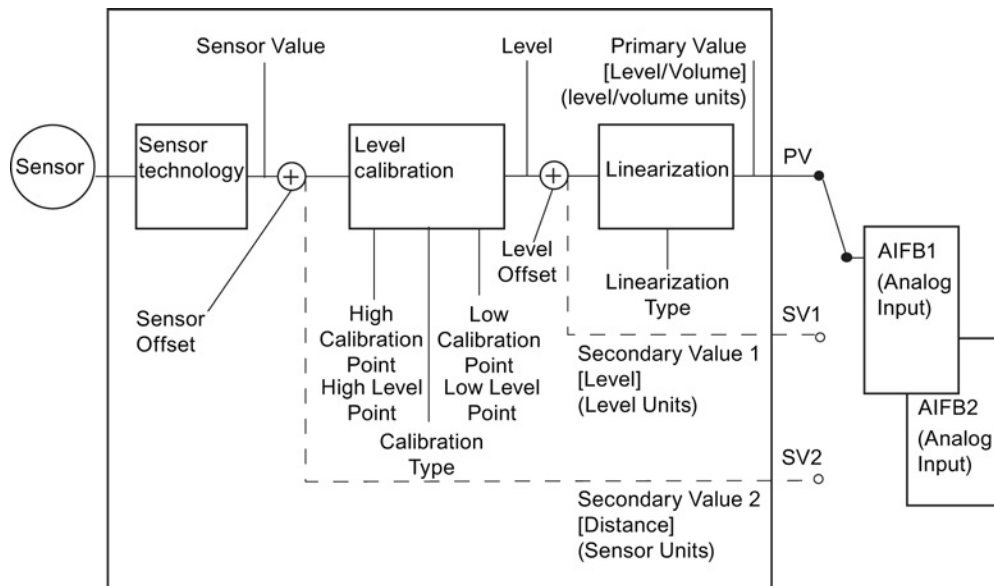 Sensor Value
Level
Primary Value
[Level/Volume]
(level/volume units)
Sensor
Sensor
technology
Level
calibration
Linearization
PV
Sensor
Offset
High
Calibration
Point
High Level
Point
Calibration
Type
Low
Calibration
Point
Low Level
Point
Level
Offset
Linearization
Type
SV1
Secondary Value 1
[Level]
(Level Units)
SV2
Secondary Value 2
[Distance]
(Sensor Units)
AIFB1
(Analog
Input)
AIFB2
(Analog
Input)